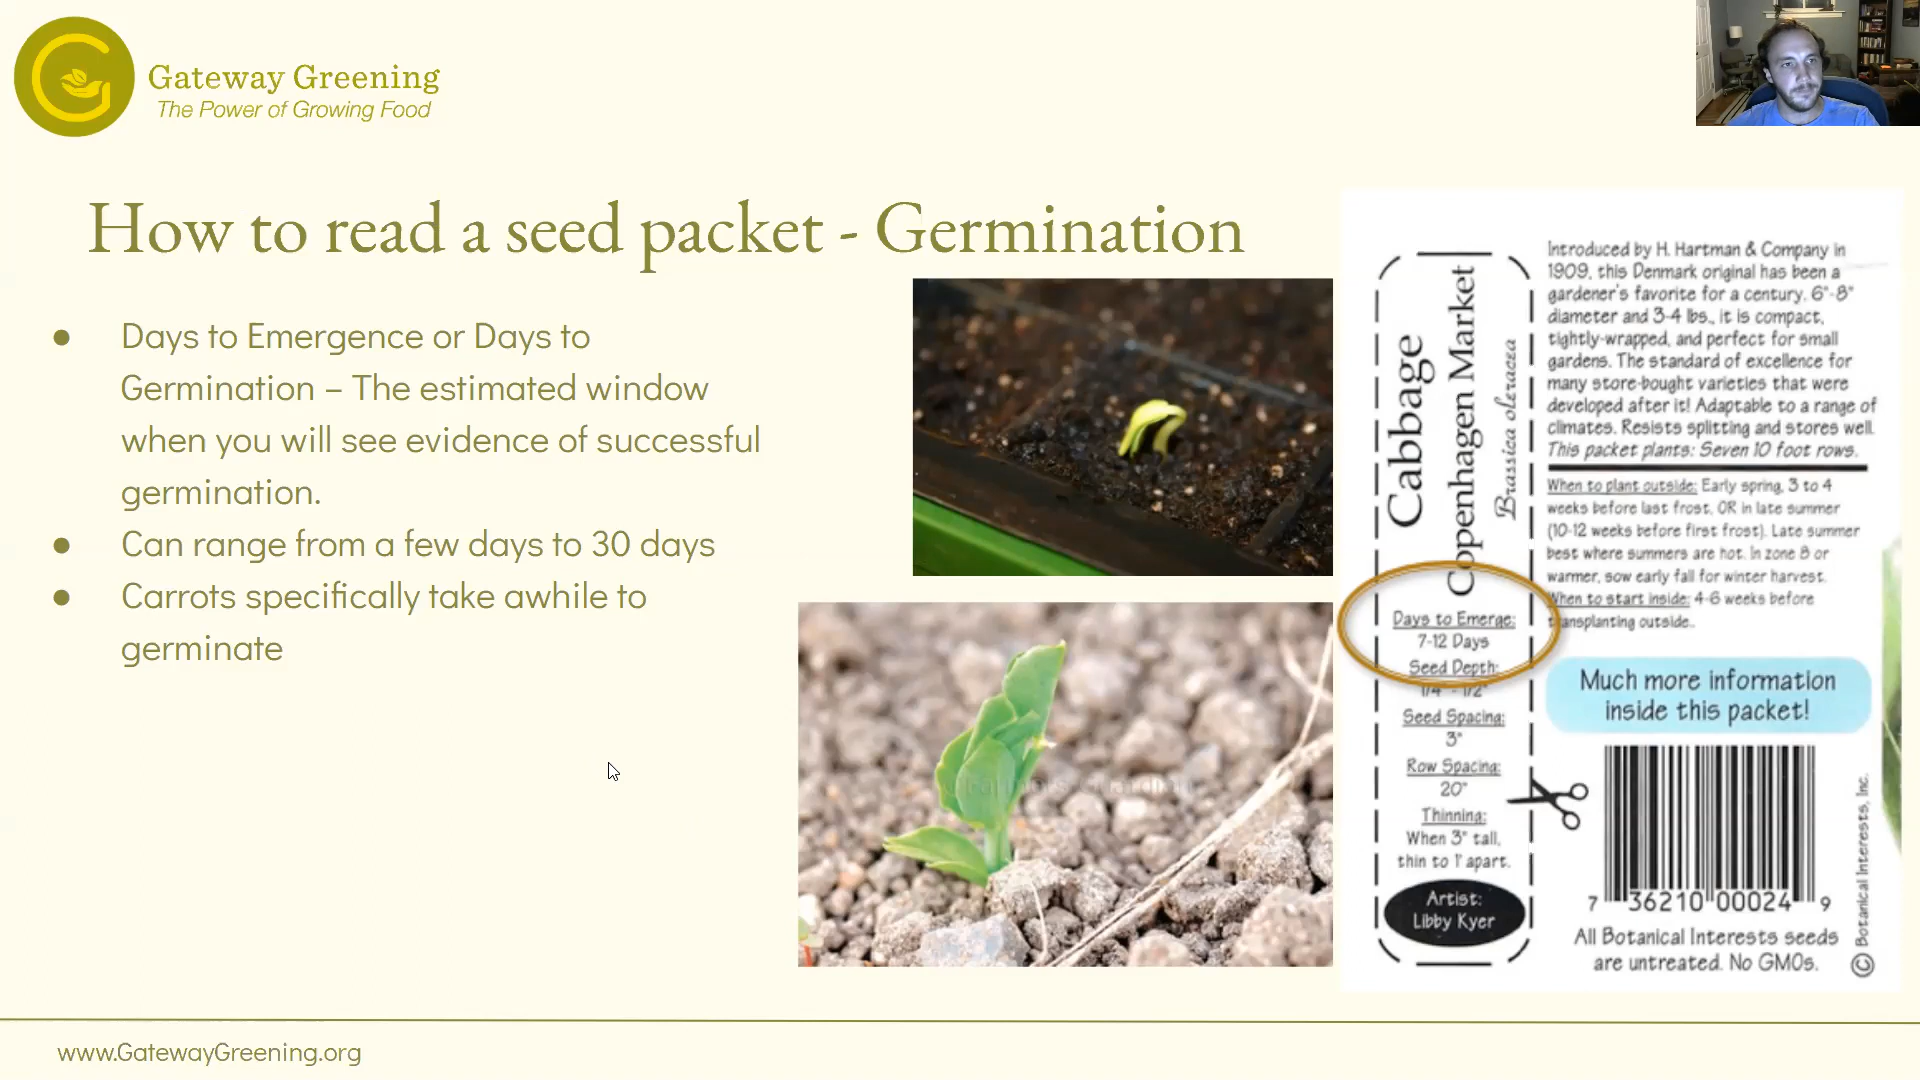 Gateway Greening
The Power of Growing Food
How to read a seed packet - Germination
● Days to Emergence or Days to
Germination – The estimated window
when you will see evidence of successful
germination.
● Can range from a few days to 30 days
● Carrots specifically take awhile to
germinate
Cabbage
Copenhagen Market
Brassica oleracea
Days to Emerge:
7-12 Days
Seed Depth:
1/4" - 1/2"
Seed Spacing:
3"
Row Spacing:
20"
Thinning:
When 3" tall,
thin to 1' apart.
Artist:
Libby Kyer
Introduced by H. Hartman & Company in
1909, this Denmark original has been a
gardener's favorite for a century. 6"-8"
diameter and 3-4 lbs., it is compact,
tightly-wrapped, and perfect for small
gardens. The standard of excellence for
many store-bought varieties that were
developed after it! Adaptable to a range of
climates. Resists splitting and stores well.
This packet plants: Seven 10 foot rows.
When to plant outside: Early spring, 3 to 4
weeks before last frost, OR in late summer
(10-12 weeks before first frost). Late summer
best where summers are hot. In zone 8 or
warmer, sow early fall for winter harvest.
When to start inside: 4-6 weeks before
transplanting outside.
Much more information
inside this packet!
7 36210 00024 9
All Botanical Interests seeds
are untreated. No GMOs.
© Botanical Interests, Inc.
www.GatewayGreening.org